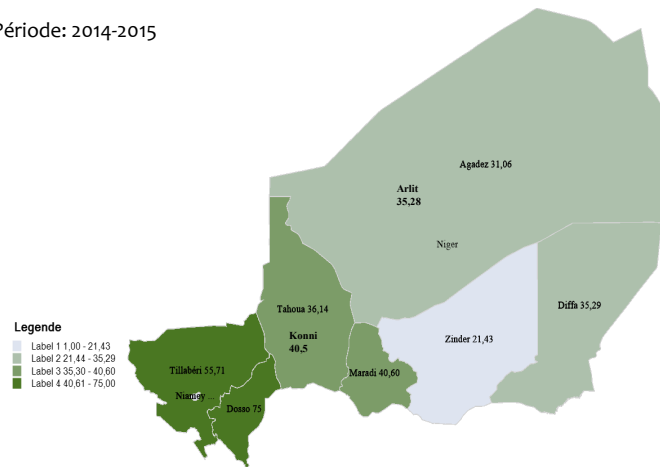 Période: 2014-2015
Agadez 31,06
Arlit
35,28
Niger
Diffa 35,29
Tahoua 36,14
Konni
40,5
Zinder 21,43
Maradi 40,60
Tillabéri 55,71
Niamey ...
Dosso 75
Legende
Label 1 1,00 - 21,43
Label 2 21,44 - 35,29
Label 3 35,30 - 40,60
Label 4 40,61 - 75,00